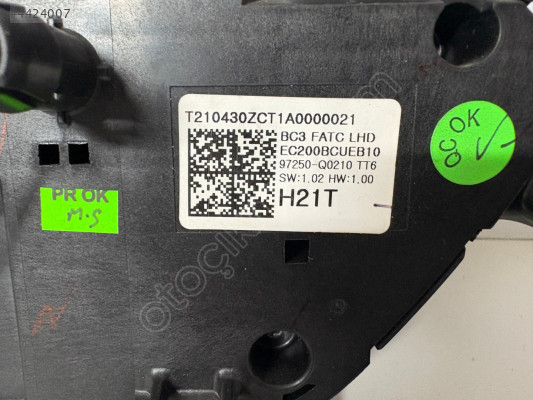 424007
T210430ZCT1A0000021
BC3 FATC LHD
EC200BCUEB10
97250-Q0210 TT6
SW:1.02 HW:1.00
H21T
QC OK
PR OK
M.S